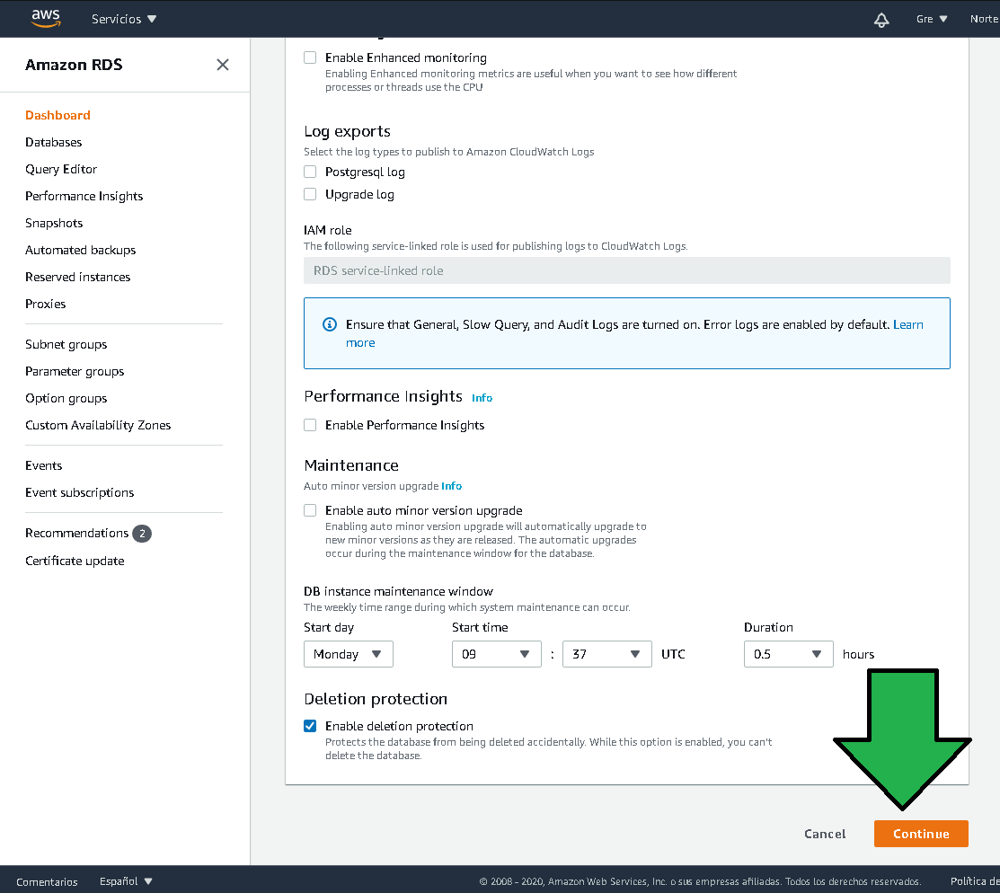 aws
Servicios
Gre
Norte
Amazon RDS
Dashboard
Databases
Query Editor
Performance Insights
Snapshots
Automated backups
Reserved instances
Proxies
Subnet groups
Parameter groups
Option groups
Custom Availability Zones
Events
Event subscriptions
Recommendations 2
Certificate update
Enable Enhanced monitoring
Enabling Enhanced monitoring metrics are useful when you want to see how different
processes or threads use the CPU
Log exports
Select the log types to publish to Amazon CloudWatch Logs
Postgresql log
Upgrade log
IAM role
The following service-linked role is used for publishing logs to CloudWatch Logs.
RDS service-linked role
Ensure that General, Slow Query, and Audit Logs are turned on. Error logs are enabled by default. Learn
more
Performance Insights Info
Enable Performance Insights
Maintenance
Auto minor version upgrade Info
Enable auto minor version upgrade
Enabling auto minor version upgrade will automatically upgrade to
new minor versions as they are released. The automatic upgrades
occur during the maintenance window for the database.
DB instance maintenance window
The weekly time range during which system maintenance can occur.
Start day Start time Duration
Monday 09 : 37 UTC 0.5 hours
Deletion protection
Enable deletion protection
Protects the database from being deleted accidentally. While this option is enabled, you can't
delete the database.
Cancel Continue
Comentarios Español © 2008 - 2020, Amazon Web Services, Inc. o sus empresas afiliadas. Todos los derechos reservados. Política de